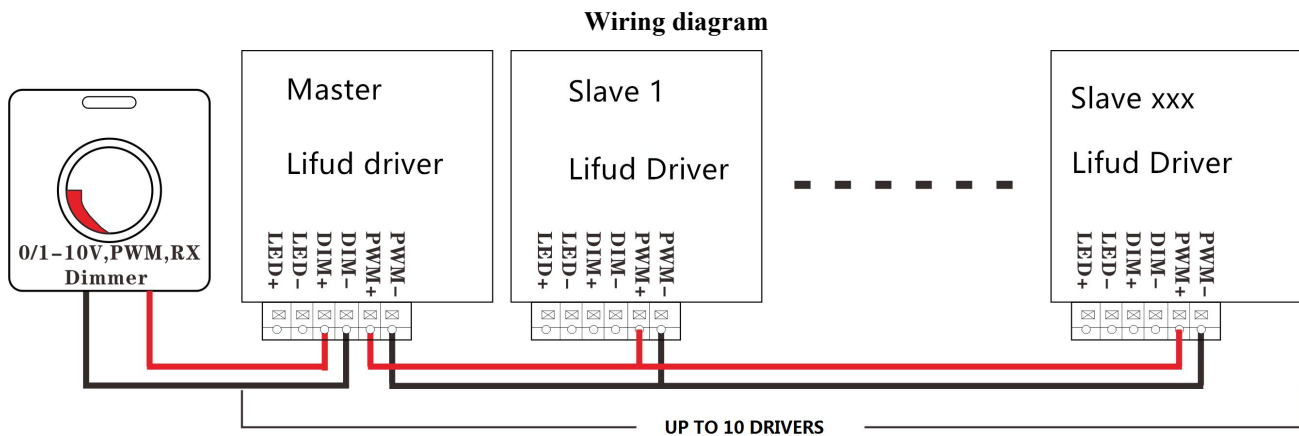 Wiring diagram
0/1-10V,PWM,RX
Dimmer
Master
Lifud driver
LED+
LED-
DIM+
DIM-
PWM+
PWM-
Slave 1
Lifud Driver
LED+
LED-
DIM+
DIM-
PWM+
PWM-
Slave xxx
Lifud Driver
LED+
LED-
DIM+
DIM-
PWM+
PWM-
UP TO 10 DRIVERS